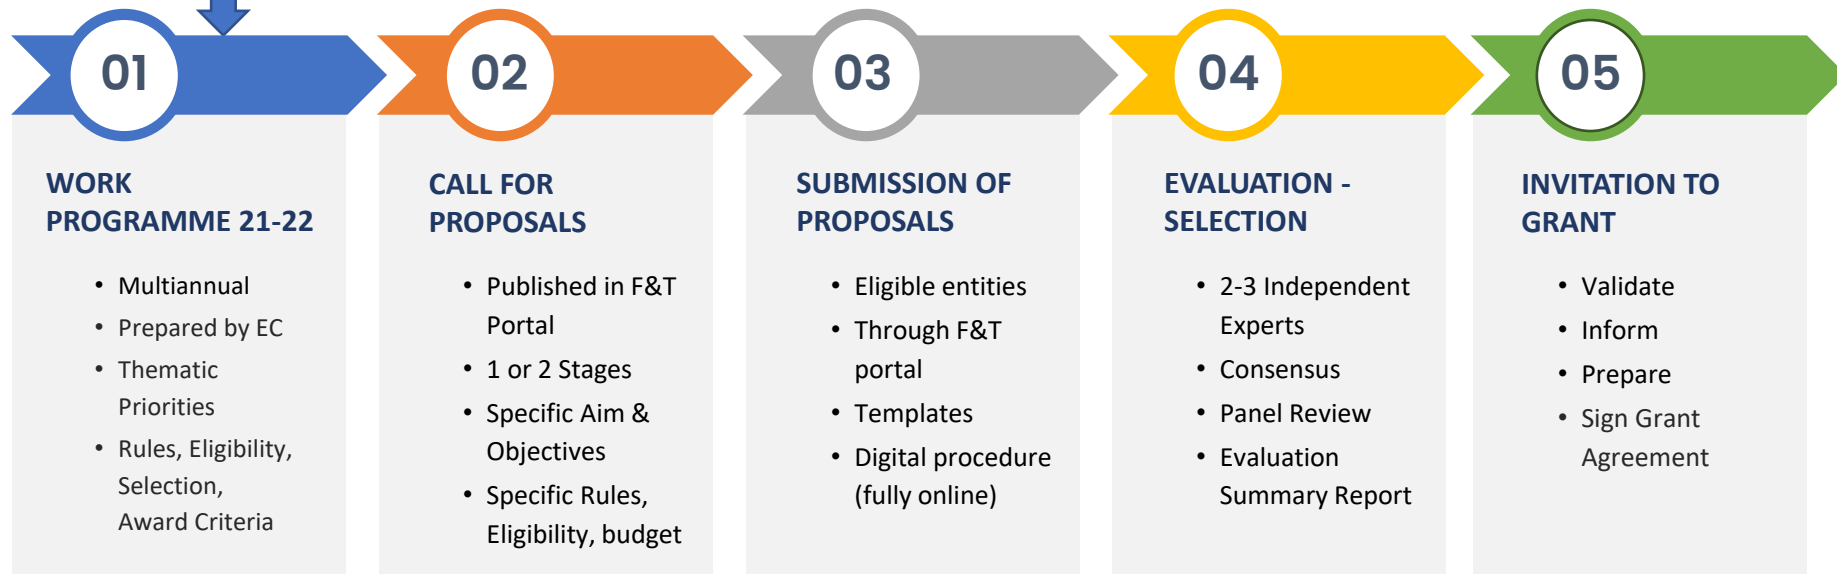 01
WORK
PROGRAMME 21-22
• Multiannual
• Prepared by EC
• Thematic
Priorities
• Rules, Eligibility,
Selection,
Award Criteria
02
CALL FOR
PROPOSALS
• Published in F&T
Portal
• 1 or 2 Stages
• Specific Aim &
Objectives
• Specific Rules,
Eligibility, budget
03
SUBMISSION OF
PROPOSALS
• Eligible entities
• Through F&T
portal
• Templates
• Digital procedure
(fully online)
04
EVALUATION -
SELECTION
• 2-3 Independent
Experts
• Consensus
• Panel Review
• Evaluation
Summary Report
05
INVITATION TO
GRANT
• Validate
• Inform
• Prepare
• Sign Grant
Agreement